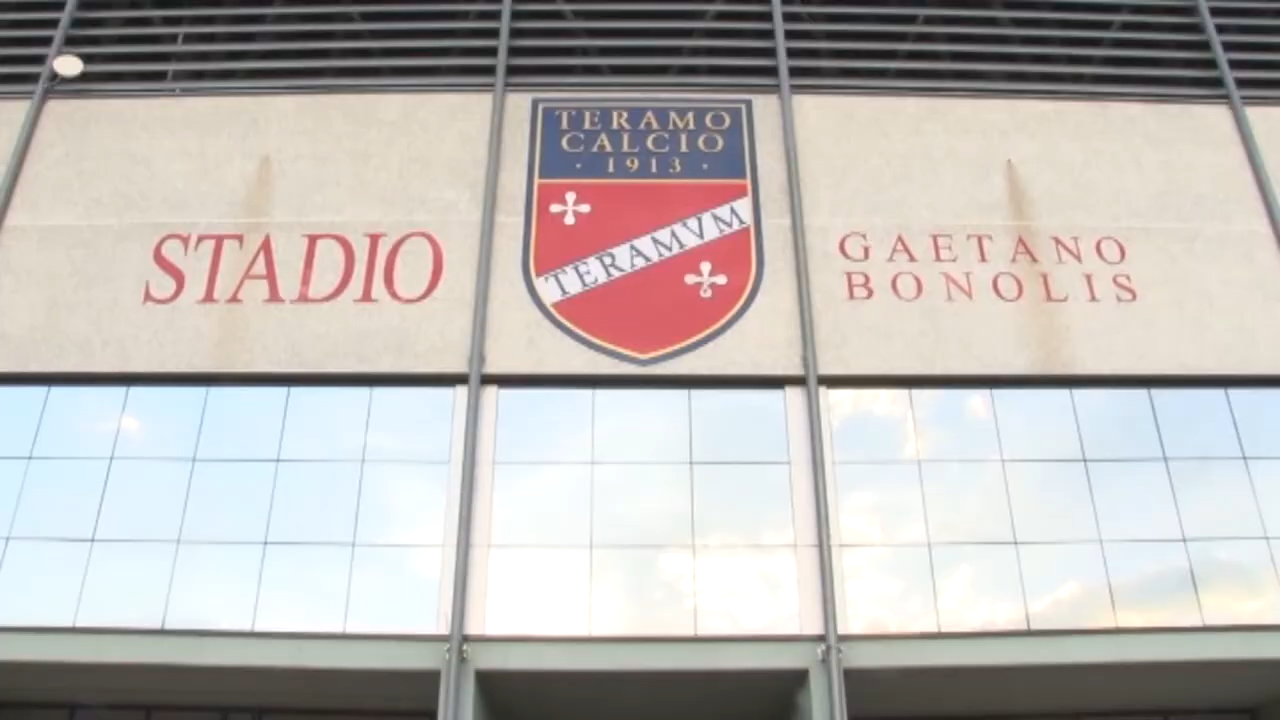 STADIO
TERAMO
CALCIO
· 1913 ·
TERAMVM
GAETANO
BONOLIS